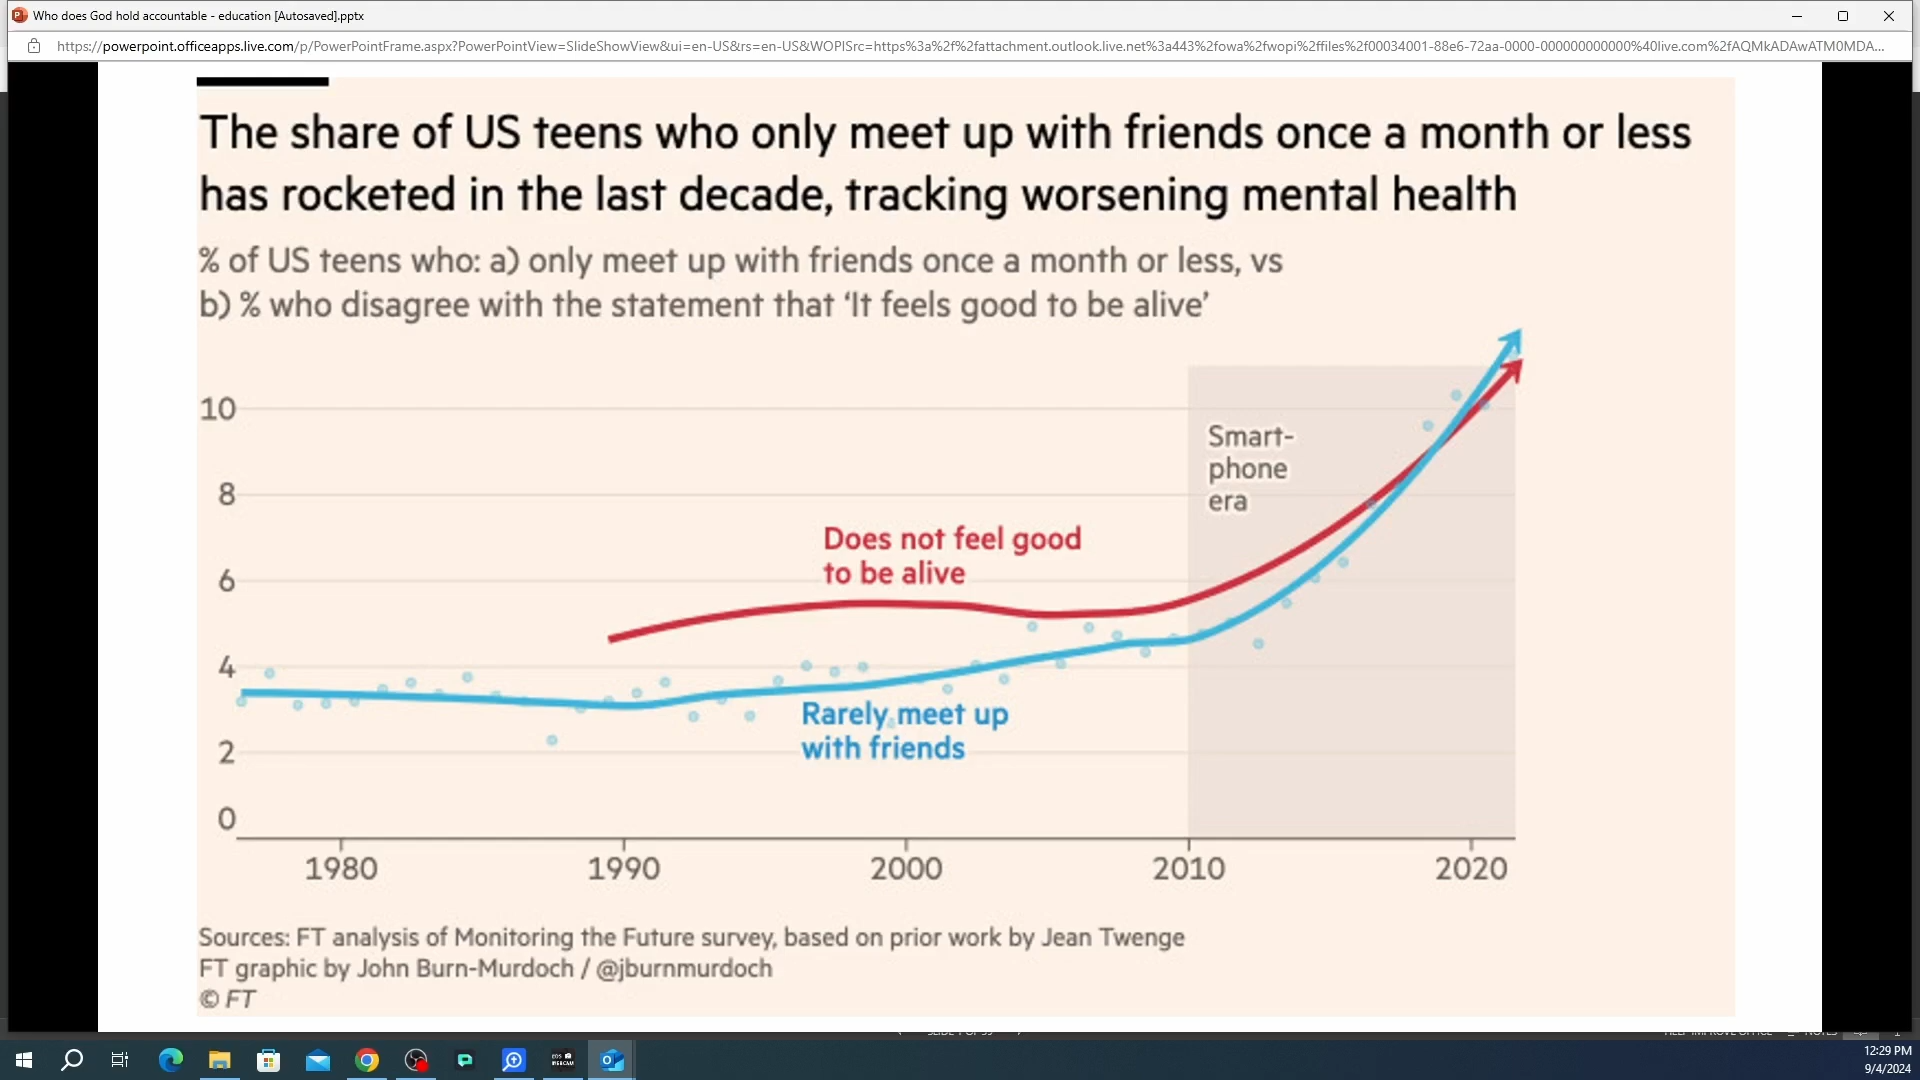 Who does God hold accountable - education [Autosaved].pptx
https://powerpoint.officeapps.live.com/p/PowerPointFrame.aspx?PowerPointView=SlideShowView&ui=en-US&rs=en-US&WOPISrc=https%3a%2f%2fattachment.outlook.live.net%3a443%2fowa%2fwopi%2ffiles%2f00034001-88e6-72aa-0000-000000000000%40live.com%2fAQMkADAwATM0MDA...
The share of US teens who only meet up with friends once a month or less
has rocketed in the last decade, tracking worsening mental health
% of US teens who: a) only meet up with friends once a month or less, vs
b) % who disagree with the statement that ‘It feels good to be alive’
10
8
6
4
2
0
Smart-
phone
era
Does not feel good
to be alive
Rarely meet up
with friends
1980 1990 2000 2010 2020
Sources: FT analysis of Monitoring the Future survey, based on prior work by Jean Twenge
FT graphic by John Burn-Murdoch / @jburnmurdoch
© FT
12:29 PM
9/4/2024